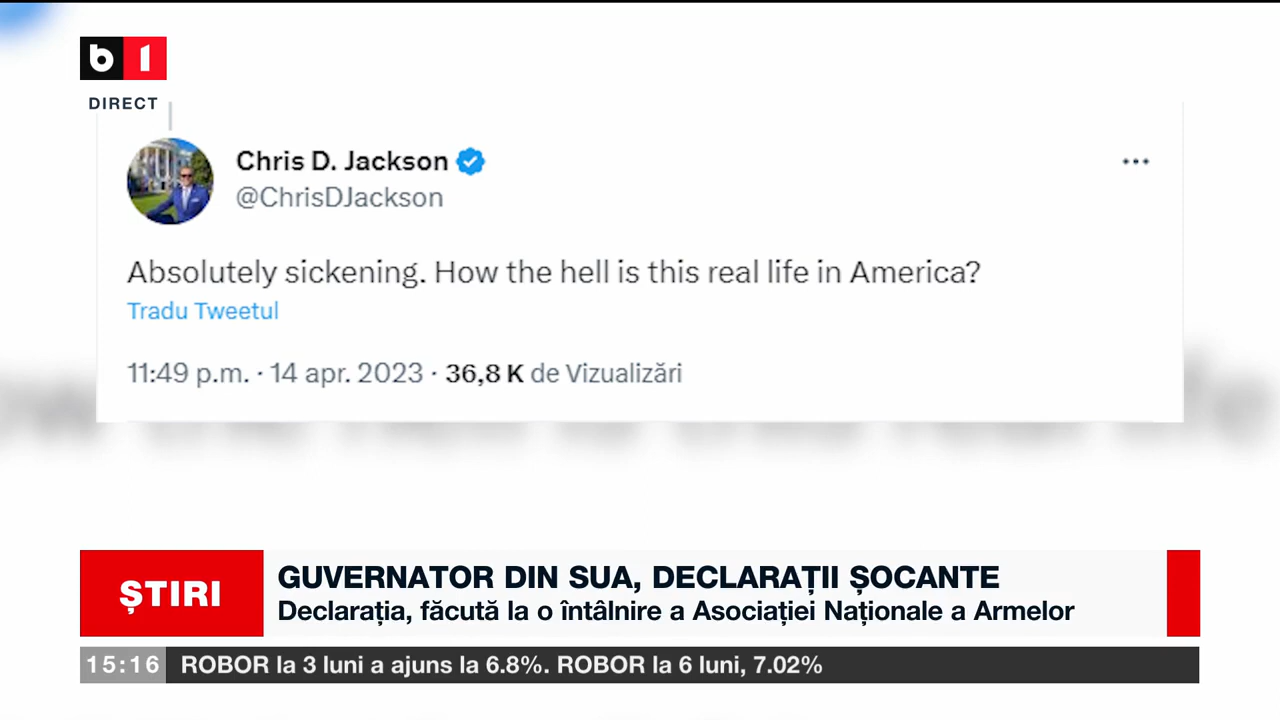 b1
DIRECT
Chris D. Jackson
@ChrisDJackson
Absolutely sickening. How the hell is this real life in America?
Tradu Tweetul
11:49 p.m. · 14 apr. 2023 · 36,8 K de Vizualizări
ȘTIRI
GUVERNATOR DIN SUA, DECLARAȚII ȘOCANTE
Declarația, făcută la o întâlnire a Asociației Naționale a Armelor
15:16 ROBOR la 3 luni a ajuns la 6.8%. ROBOR la 6 luni, 7.02%